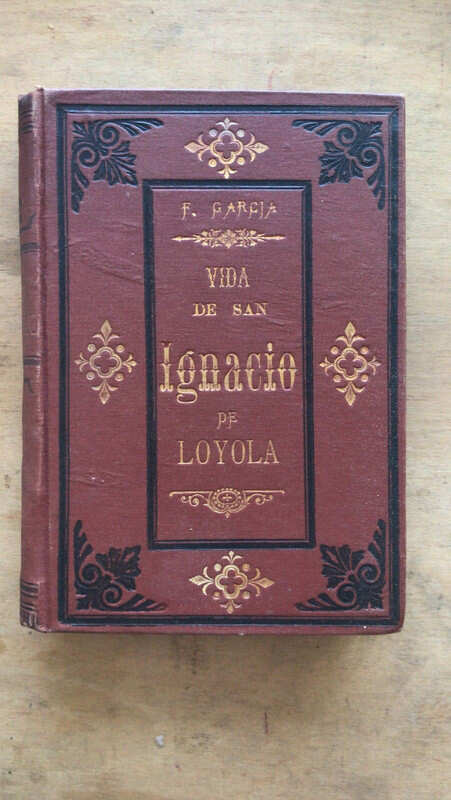 F. GARCIA
VIDA
DE SAN
Ignacio
DE
LOYOLA